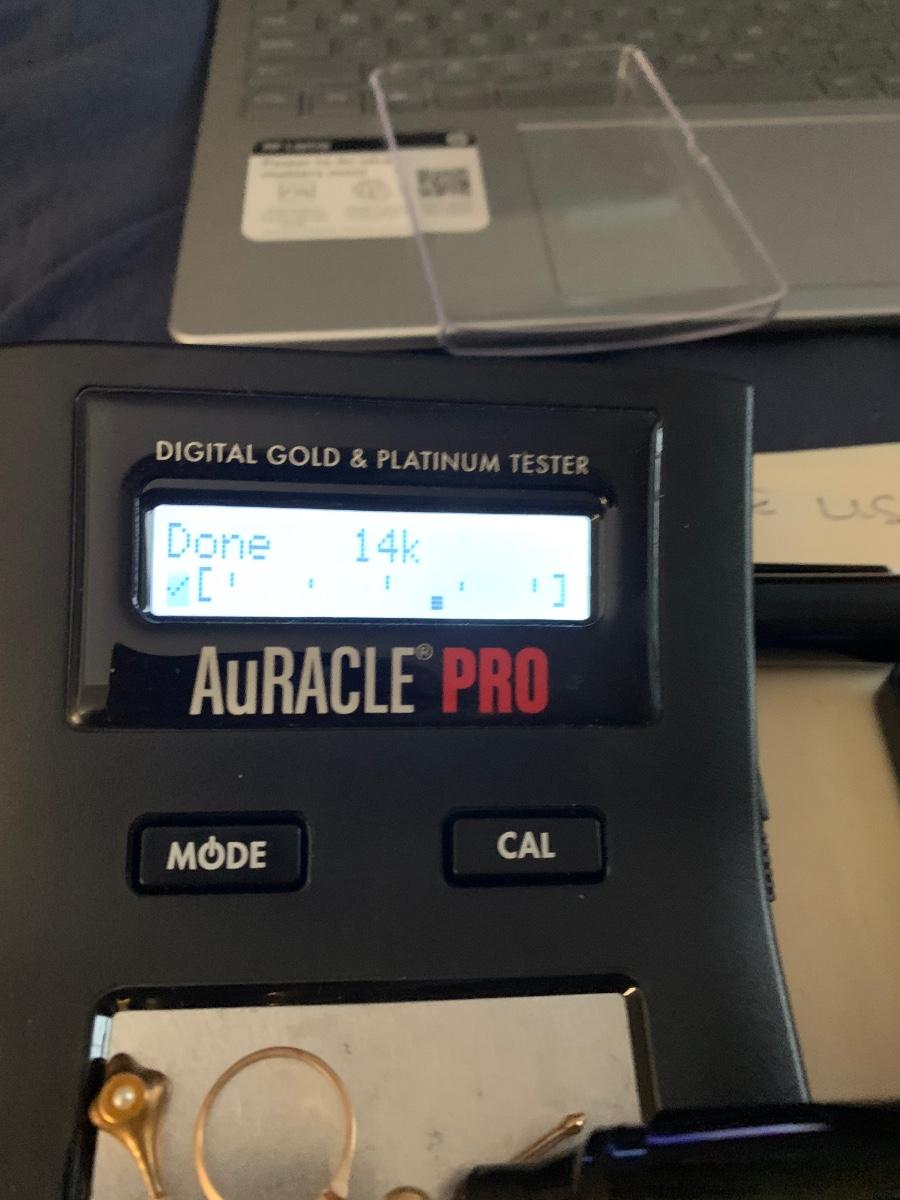 DIGITAL GOLD & PLATINUM TESTER
Done 14k
✓[ ' ' ' ▄ ' ' ]
AuRACLE® PRO
MODE CAL